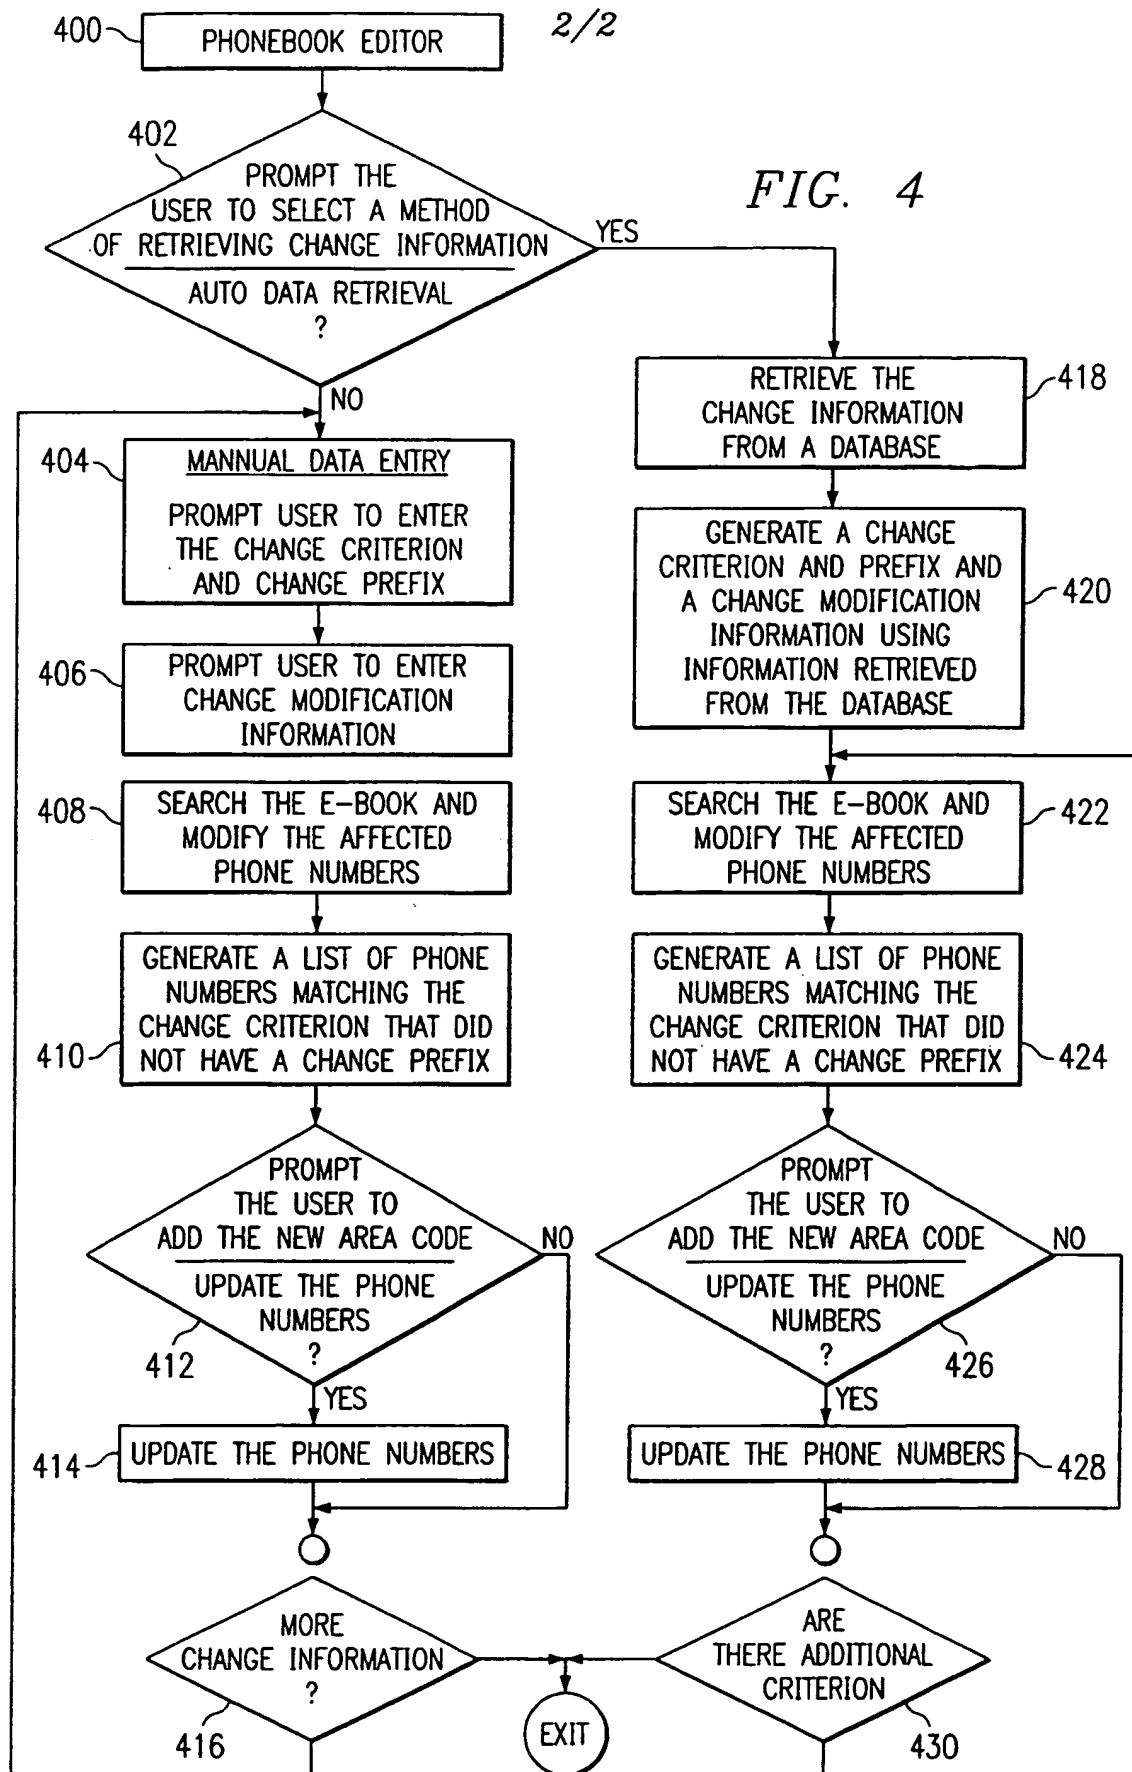 400
PHONEBOOK EDITOR
2/2
FIG. 4
402
PROMPT THE
USER TO SELECT A METHOD
OF RETRIEVING CHANGE INFORMATION
AUTO DATA RETRIEVAL
?
YES
NO
404
MANNUAL DATA ENTRY
PROMPT USER TO ENTER
THE CHANGE CRITERION
AND CHANGE PREFIX
406
PROMPT USER TO ENTER
CHANGE MODIFICATION
INFORMATION
408
SEARCH THE E-BOOK AND
MODIFY THE AFFECTED
PHONE NUMBERS
GENERATE A LIST OF PHONE
NUMBERS MATCHING THE
CHANGE CRITERION THAT DID
NOT HAVE A CHANGE PREFIX
410
PROMPT
THE USER TO
ADD THE NEW AREA CODE
UPDATE THE PHONE
NUMBERS
?
NO
412
YES
414
UPDATE THE PHONE NUMBERS
MORE
CHANGE INFORMATION
?
416
EXIT
RETRIEVE THE
CHANGE INFORMATION
FROM A DATABASE
418
GENERATE A CHANGE
CRITERION AND PREFIX AND
A CHANGE MODIFICATION
INFORMATION USING
INFORMATION RETRIEVED
FROM THE DATABASE
420
SEARCH THE E-BOOK AND
MODIFY THE AFFECTED
PHONE NUMBERS
422
GENERATE A LIST OF PHONE
NUMBERS MATCHING THE
CHANGE CRITERION THAT DID
NOT HAVE A CHANGE PREFIX
424
PROMPT
THE USER TO
ADD THE NEW AREA CODE
UPDATE THE PHONE
NUMBERS
?
NO
426
YES
UPDATE THE PHONE NUMBERS
428
ARE
THERE ADDITIONAL
CRITERION
430